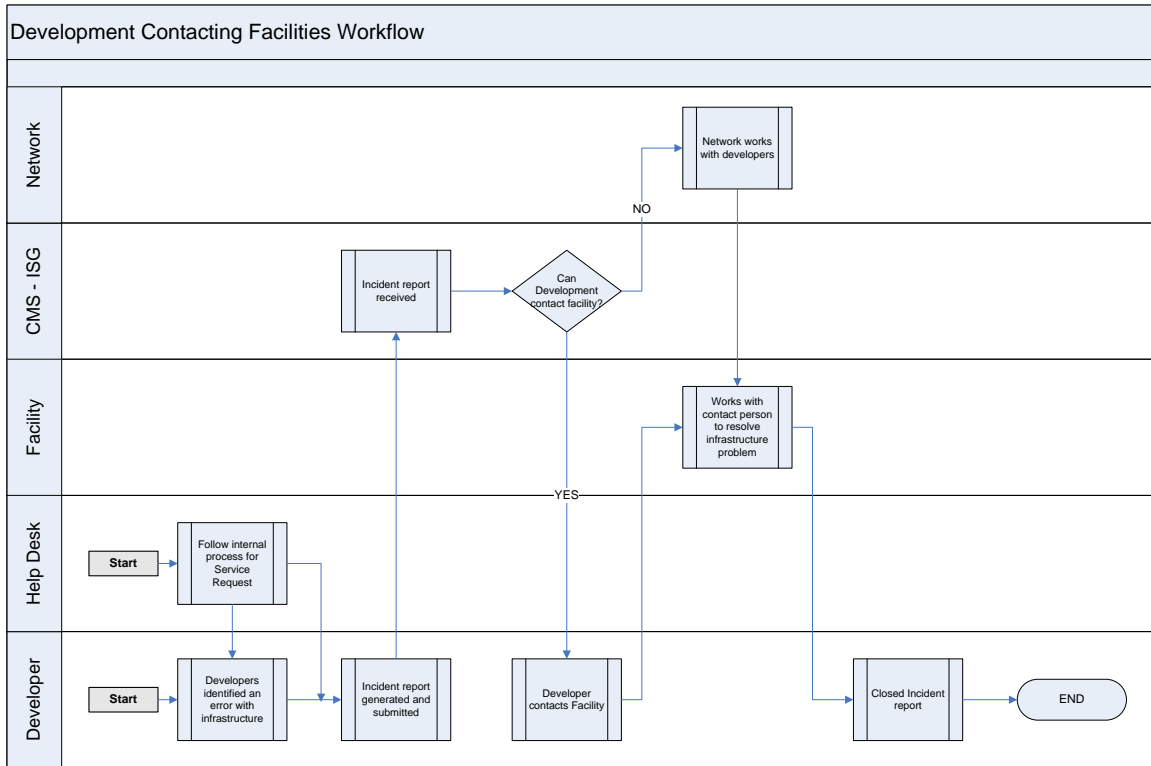 Development Contacting Facilities Workflow
Network
Network works
with developers
NO
CMS - ISG
Incident report
received
Can
Development
contact facility?
Facility
Works with
contact person
to resolve
infrastructure
problem
YES
Help Desk
Start
Follow internal
process for
Service
Request
Developer
Start
Developers
identified an
error with
infrastructure
Incident report
generated and
submitted
Developer
contacts Facility
Closed Incident
report
END